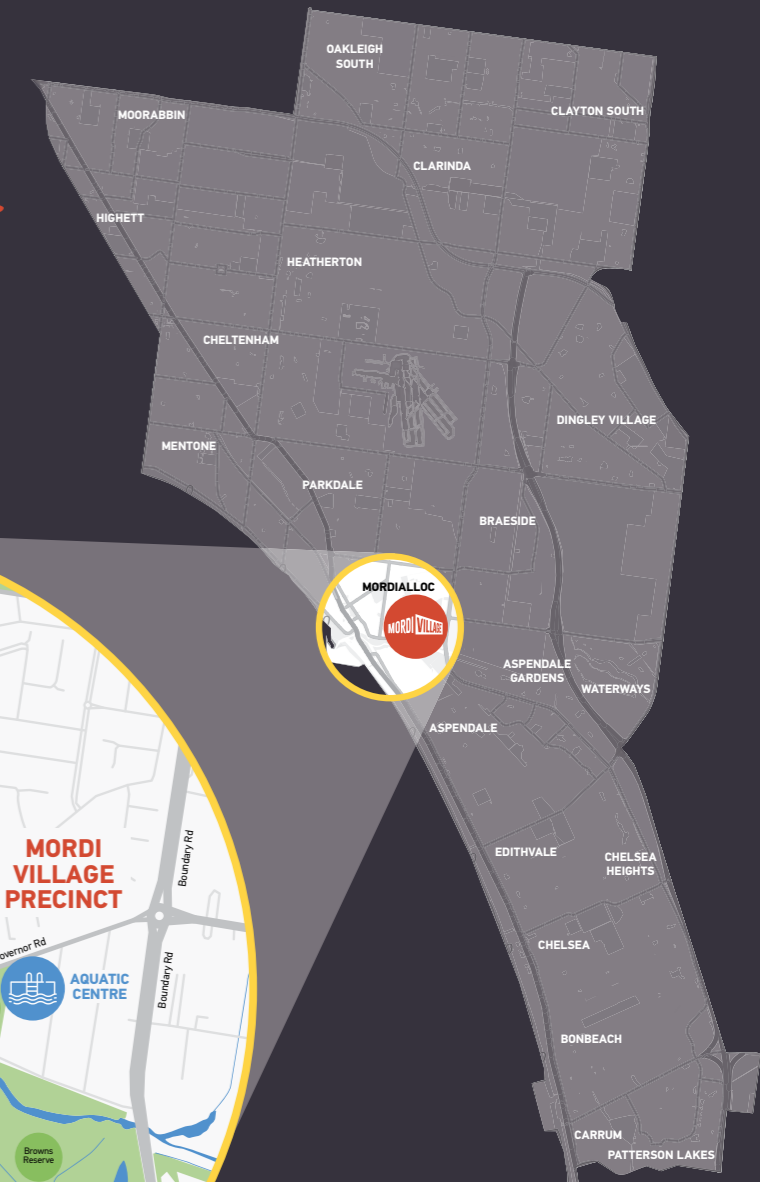 OAKLEIGH
SOUTH
MOORABBIN
CLAYTON SOUTH
CLARINDA
HIGHETT
HEATHERTON
CHELTENHAM
DINGLEY VILLAGE
MENTONE
PARKDALE
BRAESIDE
MORDIALLOC
MORDI VILLAGE
ASPENDALE
GARDENS
WATERWAYS
ASPENDALE
EDITHVALE
CHELSEA
HEIGHTS
CHELSEA
BONBEACH
CARRUM
PATTERSON LAKES
MORDI
VILLAGE
PRECINCT
Boundary Rd
overnor Rd
AQUATIC
CENTRE
Boundary Rd
Browns
Reserve